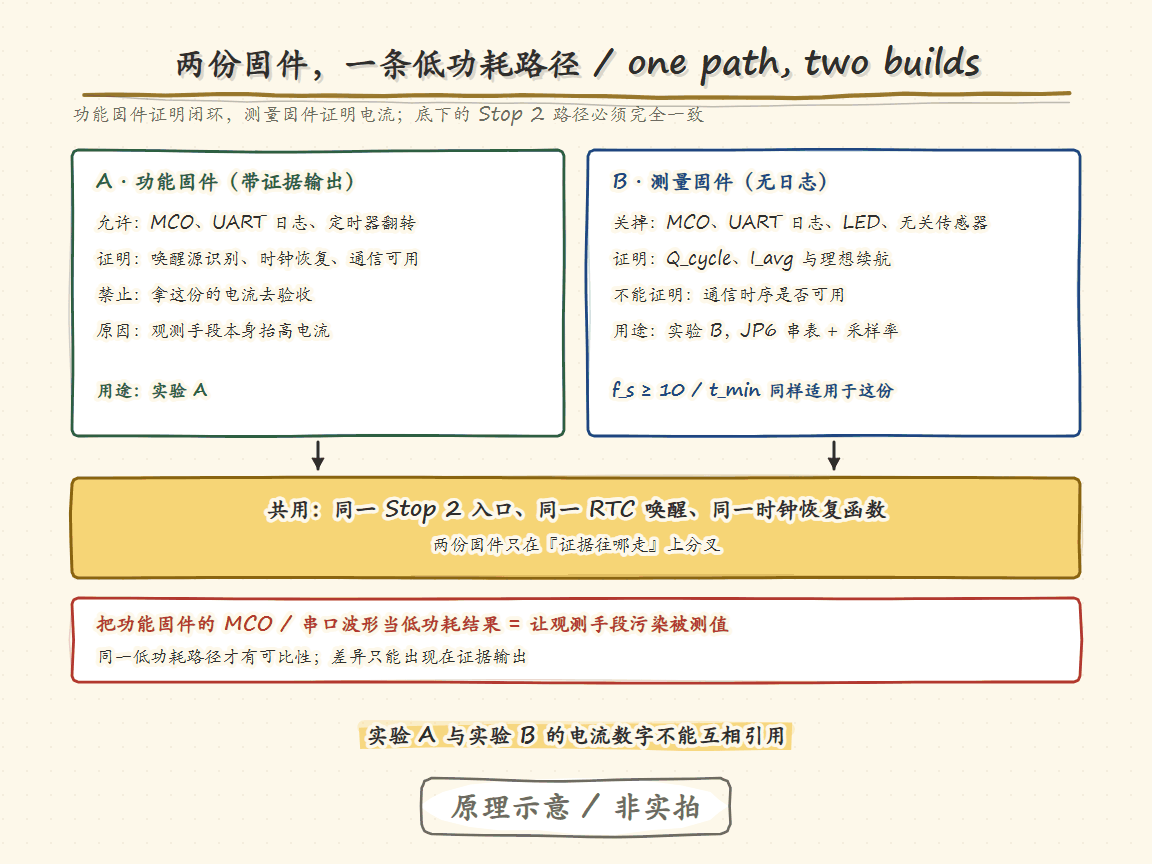 两份固件，一条低功耗路径 / one path, two builds
功能固件证明闭环，测量固件证明电流；底下的 Stop 2 路径必须完全一致
A · 功能固件（带证据输出）
允许：MCO、UART 日志、定时器翻转
证明：唤醒源识别、时钟恢复、通信可用
禁止：拿这份的电流去验收
原因：观测手段本身抬高电流
用途：实验 A
B · 测量固件（无日志）
关掉：MCO、UART 日志、LED、无关传感器
证明：Q_cycle、I_avg 与理想续航
不能证明：通信时序是否可用
用途：实验 B，JP6 串表 + 采样率
f_s ≥ 10 / t_min 同样适用于这份
共用：同一 Stop 2 入口、同一 RTC 唤醒、同一时钟恢复函数
两份固件只在『证据往哪走』上分叉
把功能固件的 MCO / 串口波形当低功耗结果 = 让观测手段污染被测值
同一低功耗路径才有可比性；差异只能出现在证据输出
实验 A 与实验 B 的电流数字不能互相引用
原理示意 / 非实拍